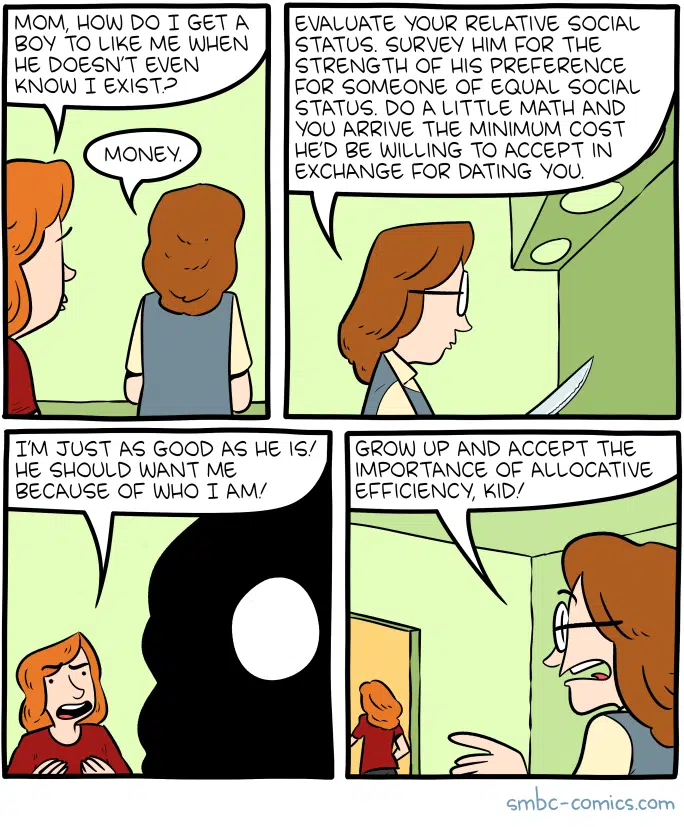 MOM, HOW DO I GET A
BOY TO LIKE ME WHEN
HE DOESN'T EVEN
KNOW I EXIST?
MONEY.
EVALUATE YOUR RELATIVE SOCIAL
STATUS. SURVEY HIM FOR THE
STRENGTH OF HIS PREFERENCE
FOR SOMEONE OF EQUAL SOCIAL
STATUS. DO A LITTLE MATH AND
YOU ARRIVE THE MINIMUM COST
HE'D BE WILLING TO ACCEPT IN
EXCHANGE FOR DATING YOU.
I'M JUST AS GOOD AS HE IS!
HE SHOULD WANT ME
BECAUSE OF WHO I AM!
GROW UP AND ACCEPT THE
IMPORTANCE OF ALLOCATIVE
EFFICIENCY, KID!
smbc-comics.com